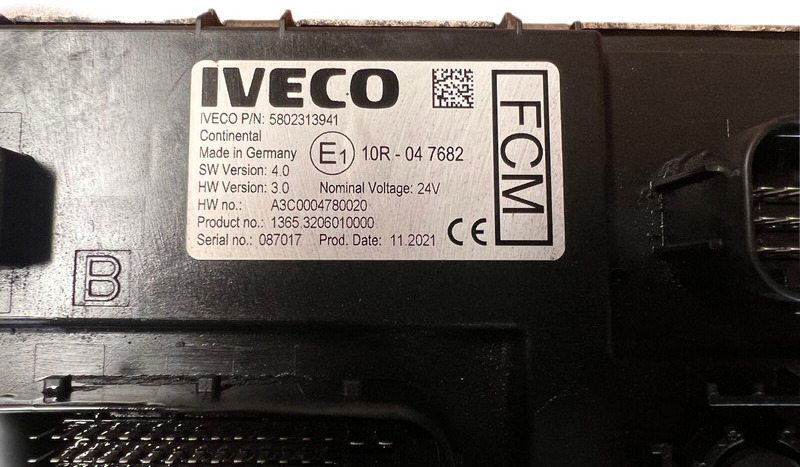 IVECO
IVECO P/N: 5802313941
Continental
Made in Germany
E1 10R - 04 7682
SW Version: 4.0
HW Version: 3.0 Nominal Voltage: 24V
HW no.: A3C0004780020
Product no.: 1365.3206010000
Serial no.: 087017 Prod. Date: 11.2021 CE
FCM
B